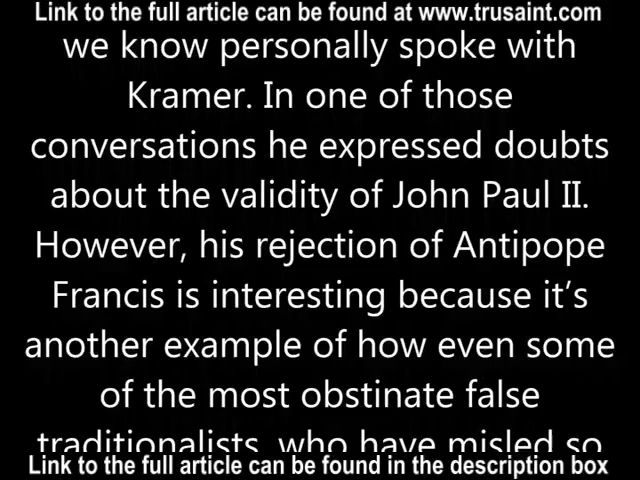 Link to the full article can be found at www.trusaint.com
we know personally spoke with
Kramer. In one of those
conversations he expressed doubts
about the validity of John Paul II.
However, his rejection of Antipope
Francis is interesting because it’s
another example of how even some
of the most obstinate false
traditionalists, who have misled so
Link to the full article can be found in the description box